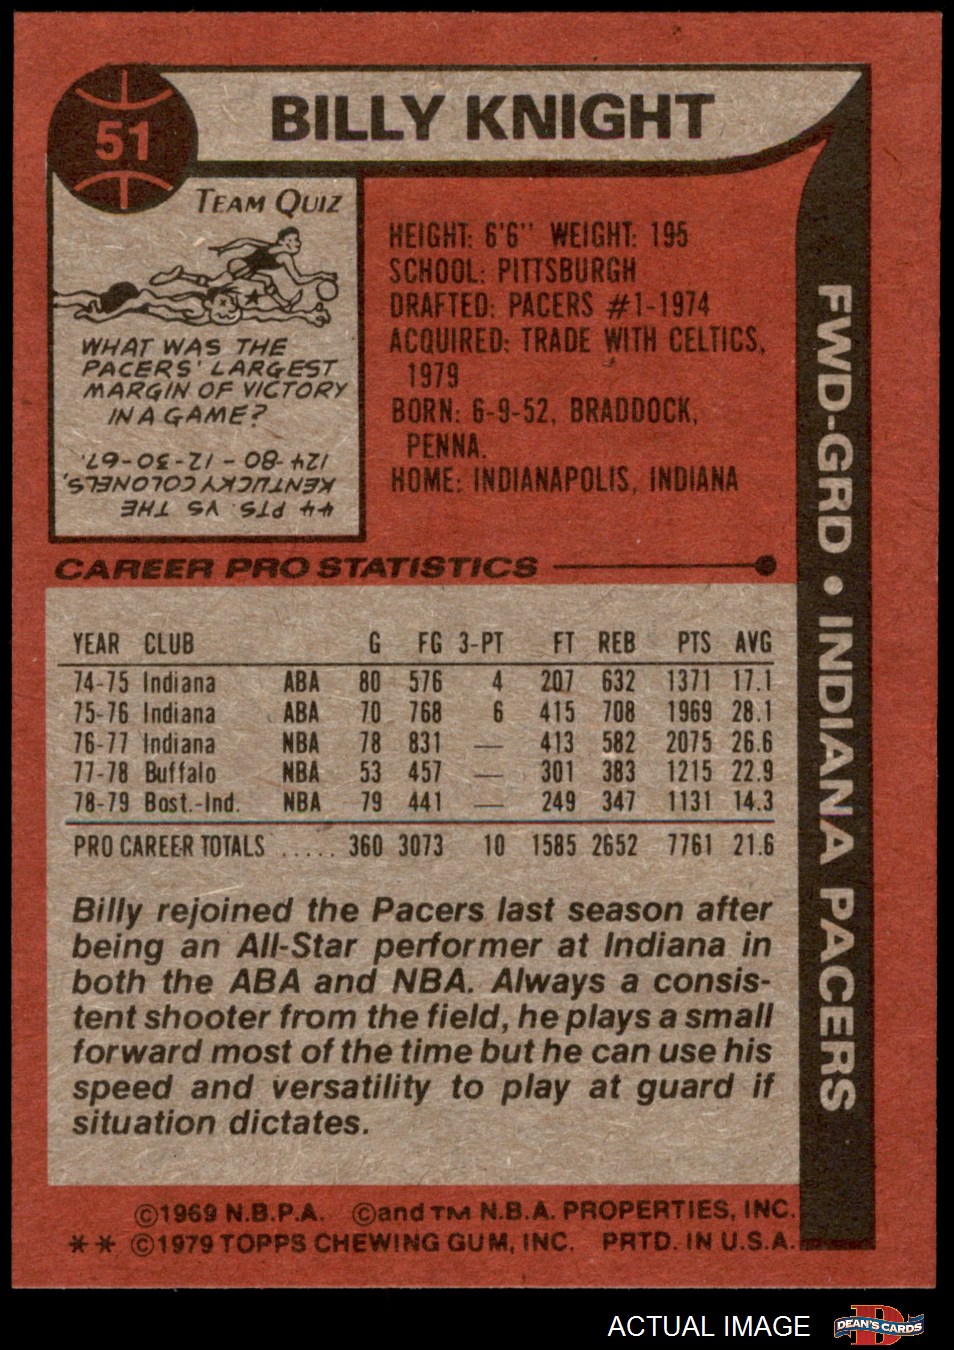 51
BILLY KNIGHT
TEAM QUIZ
WHAT WAS THE
PACERS' LARGEST
MARGIN OF VICTORY
IN A GAME?
44 PTS. VS THE
KENTUCKY COLONELS,
124-80 - 12-30-67.
HEIGHT: 6'6" WEIGHT: 195
SCHOOL: PITTSBURGH
DRAFTED: PACERS #1-1974
ACQUIRED: TRADE WITH CELTICS,
1979
BORN: 6-9-52, BRADDOCK,
PENNA.
HOME: INDIANAPOLIS, INDIANA
FWD-GRD • INDIANA PACERS
CAREER PRO STATISTICS
YEAR CLUB G FG 3-PT FT REB PTS AVG
74-75 Indiana ABA 80 576 4 207 632 1371 17.1
75-76 Indiana ABA 70 768 6 415 708 1969 28.1
76-77 Indiana NBA 78 831 — 413 582 2075 26.6
77-78 Buffalo NBA 53 457 — 301 383 1215 22.9
78-79 Bost.-Ind. NBA 79 441 — 249 347 1131 14.3
PRO CAREER TOTALS ..... 360 3073 10 1585 2652 7761 21.6
Billy rejoined the Pacers last season after
being an All-Star performer at Indiana in
both the ABA and NBA. Always a consis-
tent shooter from the field, he plays a small
forward most of the time but he can use his
speed and versatility to play at guard if
situation dictates.
©1969 N.B.P.A. ©and TM N.B.A. PROPERTIES, INC.
** ©1979 TOPPS CHEWING GUM, INC. PRTD. IN U.S.A.
ACTUAL IMAGE
D
DEAN'S CARDS